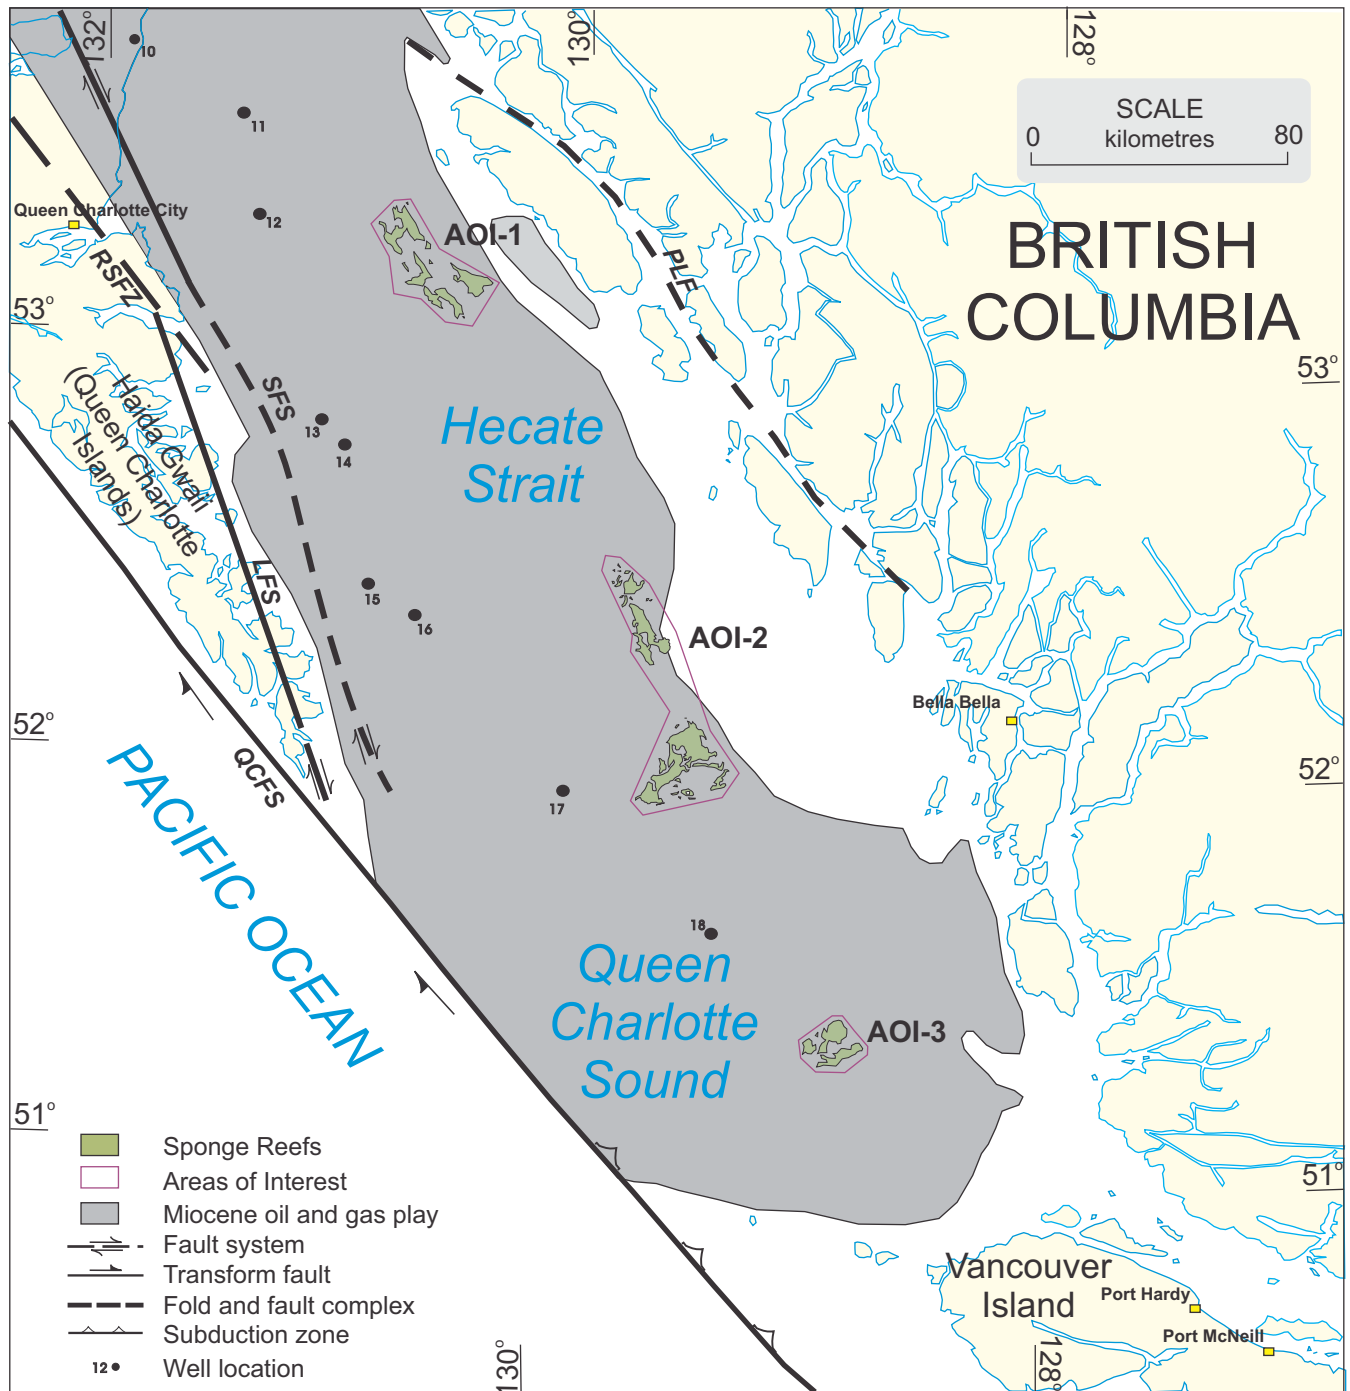 132°
130°
128°
10
11
12
SCALE
0 kilometres 80
Queen Charlotte City
AOI-1
BRITISH
COLUMBIA
RSFZ
PLF
53°
53°
Haida Gwaii
(Queen Charlotte
Islands)
SFS
13
14
Hecate
Strait
LFS
15
16
AOI-2
Bella Bella
52°
52°
QCFS
17
PACIFIC OCEAN
18
Queen
Charlotte
Sound
AOI-3
51°
51°
Sponge Reefs
Areas of Interest
Miocene oil and gas play
Fault system
Transform fault
Fold and fault complex
Subduction zone
12 Well location
Vancouver
Island
Port Hardy
Port McNeill
130°
128°